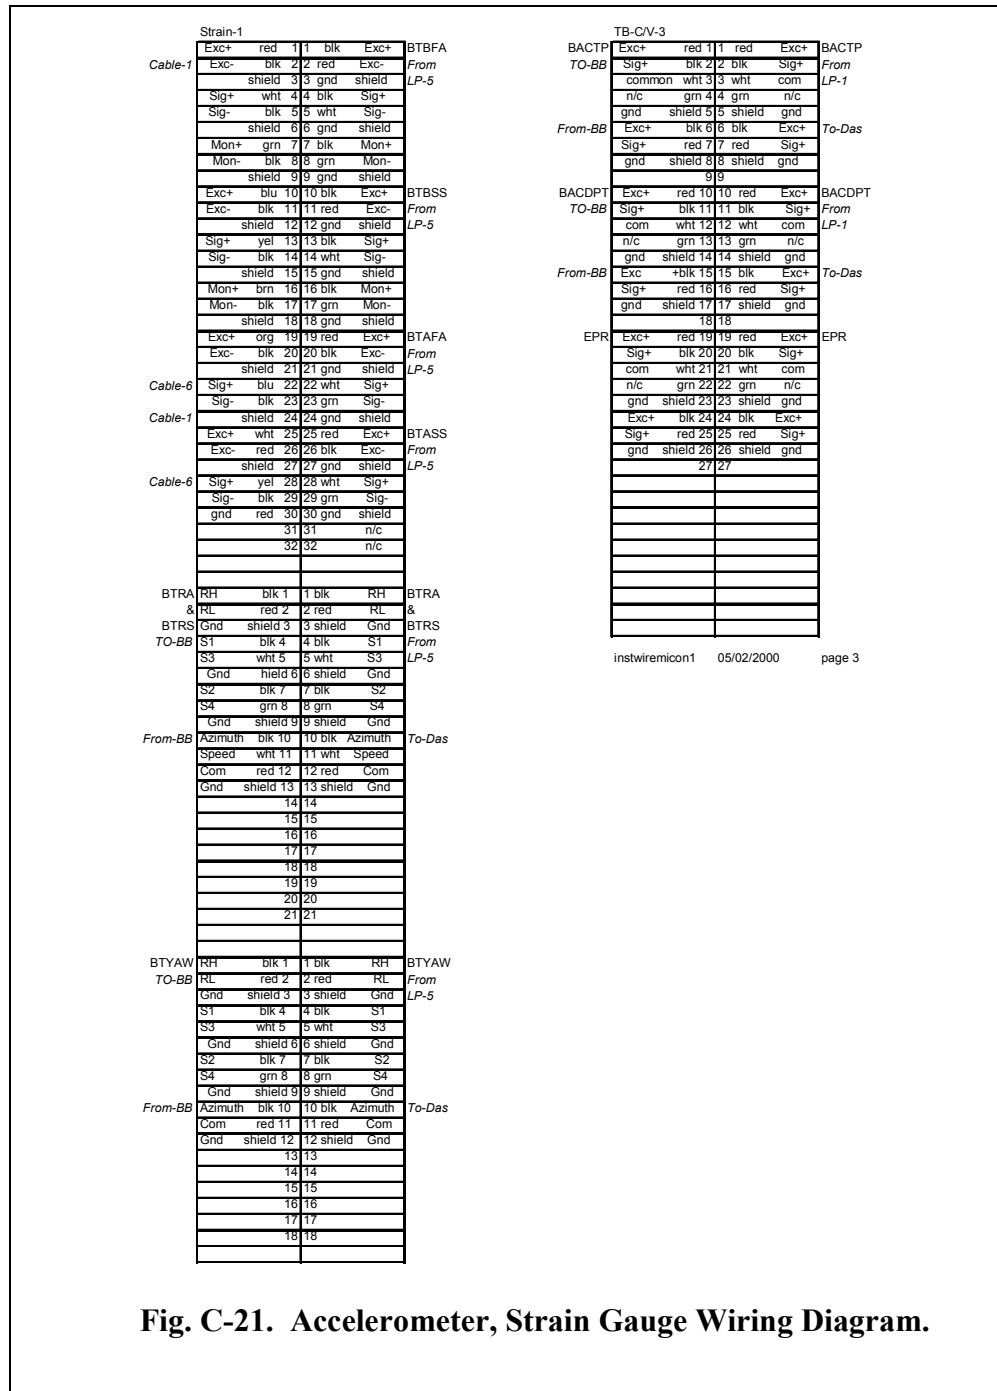 Strain-1
Exc+ red 1 1 blk Exc+ BTBFA
Cable-1 Exc- blk 2 2 red Exc- From
shield 3 3 gnd shield LP-5
Sig+ wht 4 4 blk Sig+
Sig- blk 5 5 wht Sig-
shield 6 6 gnd shield
Mon+ grn 7 7 blk Mon+
Mon- blk 8 8 grn Mon-
shield 9 9 gnd shield
Exc+ blu 10 10 blk Exc+ BTBSS
Exc- blk 11 11 red Exc- From
shield 12 12 gnd shield LP-5
Sig+ yel 13 13 blk Sig+
Sig- blk 14 14 wht Sig-
shield 15 15 gnd shield
Mon+ brn 16 16 blk Mon+
Mon- blk 17 17 grn Mon-
shield 18 18 gnd shield
Exc+ org 19 19 red Exc+ BTAFA
Exc- blk 20 20 blk Exc- From
shield 21 21 gnd shield LP-5
Cable-6 Sig+ blu 22 22 wht Sig+
Sig- blk 23 23 grn Sig-
Cable-1 shield 24 24 gnd shield
Exc+ wht 25 25 red Exc+ BTASS
Exc- red 26 26 blk Exc- From
shield 27 27 gnd shield LP-5
Cable-6 Sig+ yel 28 28 wht Sig+
Sig- blk 29 29 grn Sig-
gnd red 30 30 gnd shield
31 31 n/c
32 32 n/c
BTRA RH blk 1 1 blk RH BTRA
& RL red 2 2 red RL &
BTRS Gnd shield 3 3 shield Gnd BTRS
TO-BB S1 blk 4 4 blk S1 From
S3 wht 5 5 wht S3 LP-5
Gnd hield 6 6 shield Gnd
S2 blk 7 7 blk S2
S4 grn 8 8 grn S4
Gnd shield 9 9 shield Gnd
From-BB Azimuth blk 10 10 blk Azimuth To-Das
Speed wht 11 11 wht Speed
Com red 12 12 red Com
Gnd shield 13 13 shield Gnd
14 14
15 15
16 16
17 17
18 18
19 19
20 20
21 21
BTYAW RH blk 1 1 blk RH BTYAW
TO-BB RL red 2 2 red RL From
Gnd shield 3 3 shield Gnd LP-5
S1 blk 4 4 blk S1
S3 wht 5 5 wht S3
Gnd shield 6 6 shield Gnd
S2 blk 7 7 blk S2
S4 grn 8 8 grn S4
Gnd shield 9 9 shield Gnd
From-BB Azimuth blk 10 10 blk Azimuth To-Das
Com red 11 11 red Com
Gnd shield 12 12 shield Gnd
13 13
14 14
15 15
16 16
17 17
18 18
TB-C/V-3
BACTP Exc+ red 1 1 red Exc+ BACTP
TO-BB Sig+ blk 2 2 blk Sig+ From
common wht 3 3 wht com LP-1
n/c grn 4 4 grn n/c
gnd shield 5 5 shield gnd
From-BB Exc+ blk 6 6 blk Exc+ To-Das
Sig+ red 7 7 red Sig+
gnd shield 8 8 shield gnd
9 9
BACDPT Exc+ red 10 10 red Exc+ BACDPT
TO-BB Sig+ blk 11 11 blk Sig+ From
com wht 12 12 wht com LP-1
n/c grn 13 13 grn n/c
gnd shield 14 14 shield gnd
From-BB Exc +blk 15 15 blk Exc+ To-Das
Sig+ red 16 16 red Sig+
gnd shield 17 17 shield gnd
18 18
EPR Exc+ red 19 19 red Exc+ EPR
Sig+ blk 20 20 blk Sig+
com wht 21 21 wht com
n/c grn 22 22 grn n/c
gnd shield 23 23 shield gnd
Exc+ blk 24 24 blk Exc+
Sig+ red 25 25 red Sig+
gnd shield 26 26 shield gnd
27 27
instwiremicon1 05/02/2000 page 3
Fig. C-21. Accelerometer, Strain Gauge Wiring Diagram.